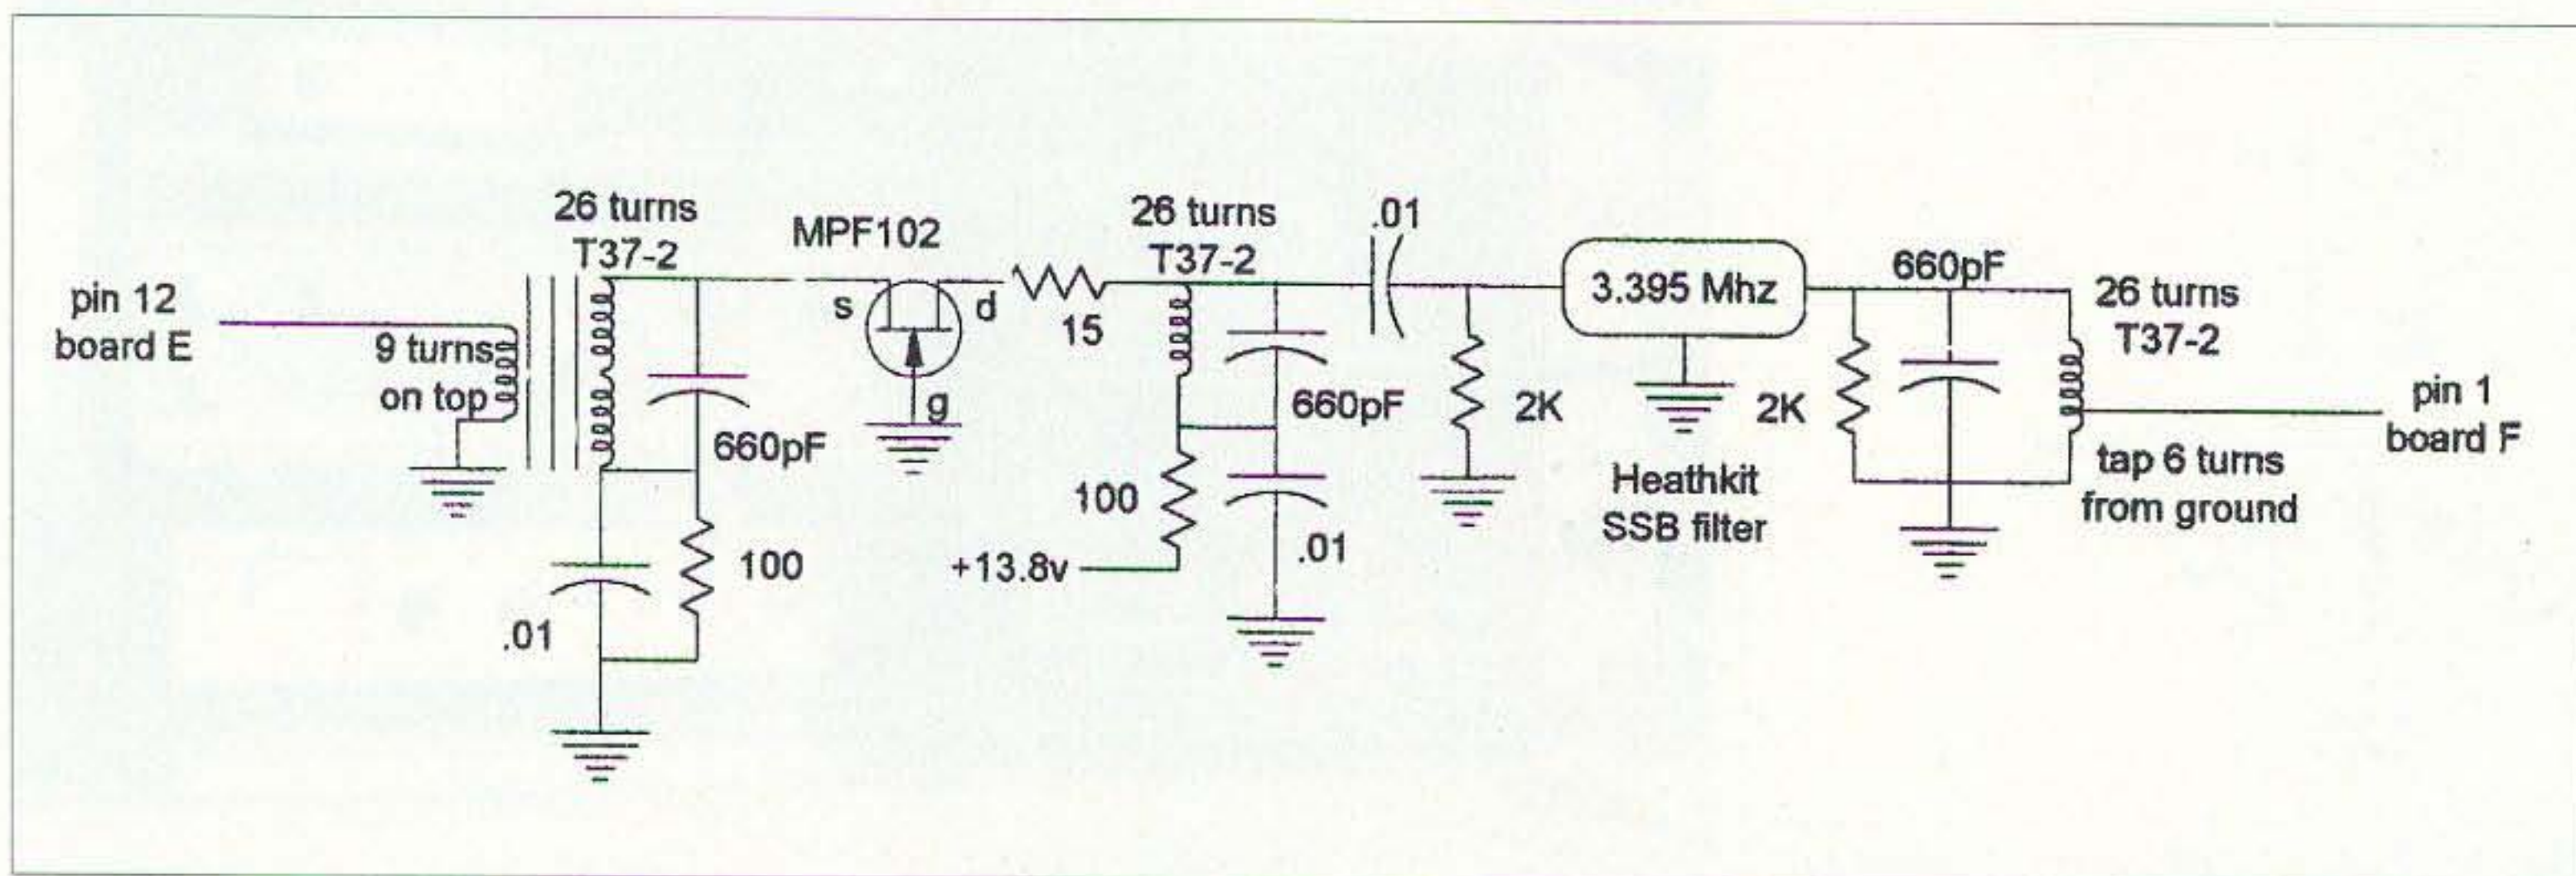 pin 12
board E
9 turns
on top
26 turns
T37-2
660pF
.01
100
MPF102
s
d
g
15
26 turns
T37-2
660pF
100
+13.8v
.01
.01
2K
3.395 Mhz
Heathkit
SSB filter
2K
660pF
26 turns
T37-2
tap 6 turns
from ground
pin 1
board F